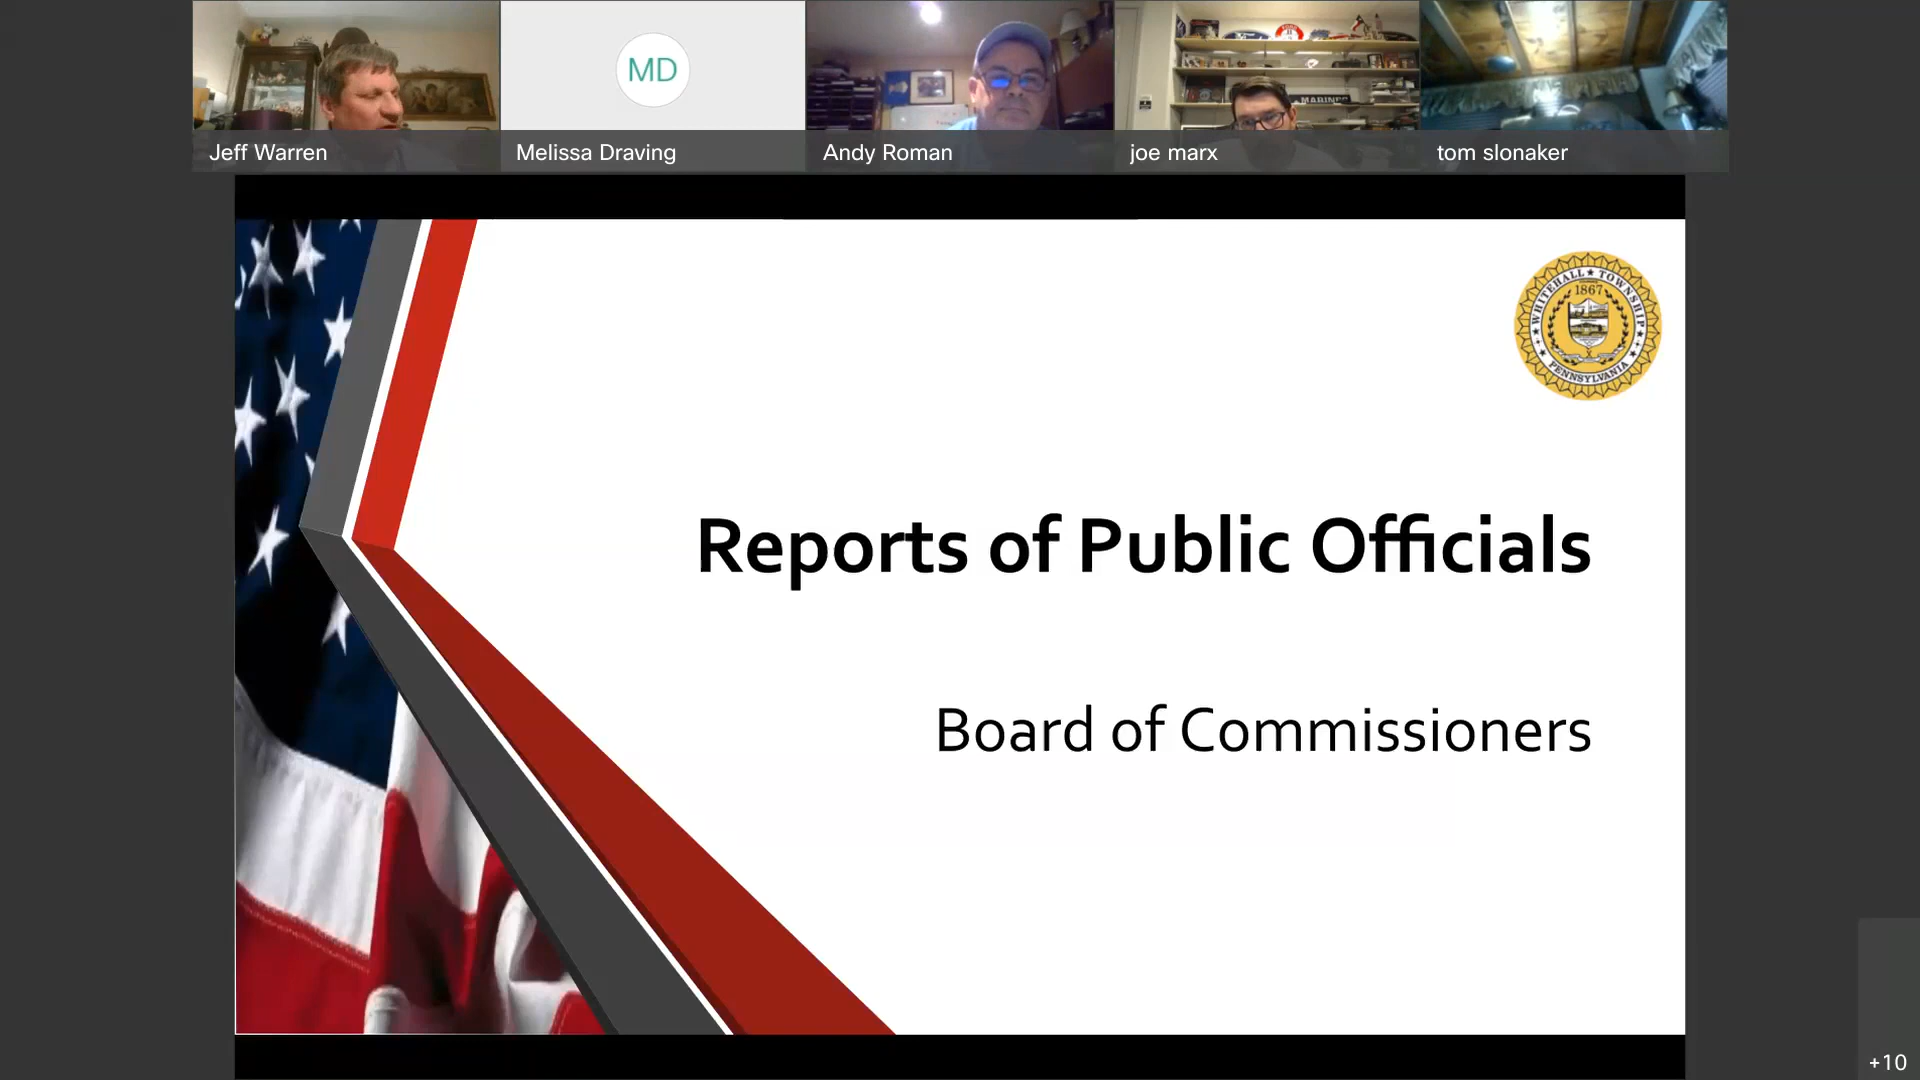 MD
Jeff Warren
Melissa Draving
Andy Roman
joe marx
tom slonaker
MARINES
WHITEHALL ★ TOWNSHIP
1867
PENNSYLVANIA
Reports of Public Officials
Board of Commissioners
+10